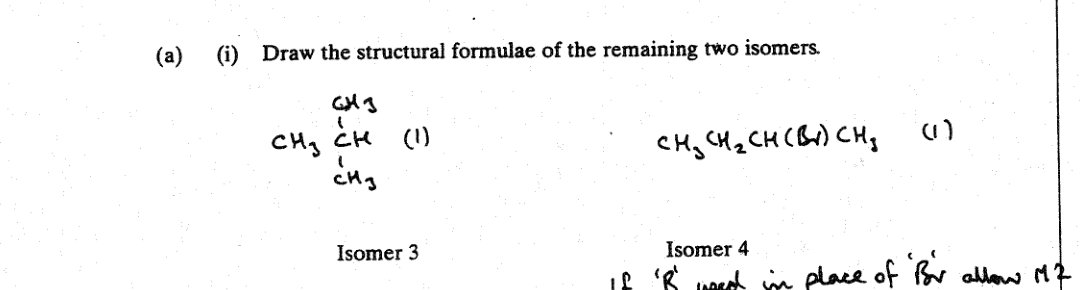 (a) (i) Draw the structural formulae of the remaining two isomers.
CH3
CH3 CH (1)
CH3
CH3CH2CH(Br)CH3 (1)
Isomer 3
Isomer 4
If 'R' used in place of 'Br' allow M2